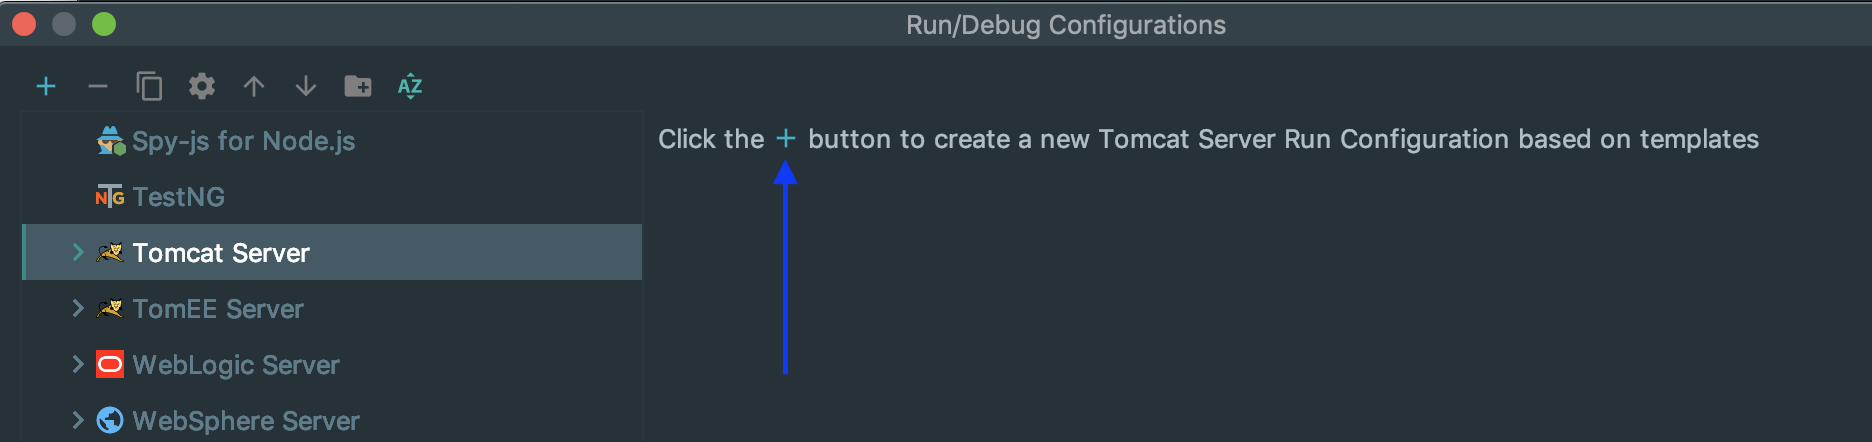 Run/Debug Configurations
AZ
Click the + button to create a new Tomcat Server Run Configuration based on templates
Spy-js for Node.js
NTG TestNG
Tomcat Server
TomEE Server
WebLogic Server
WebSphere Server